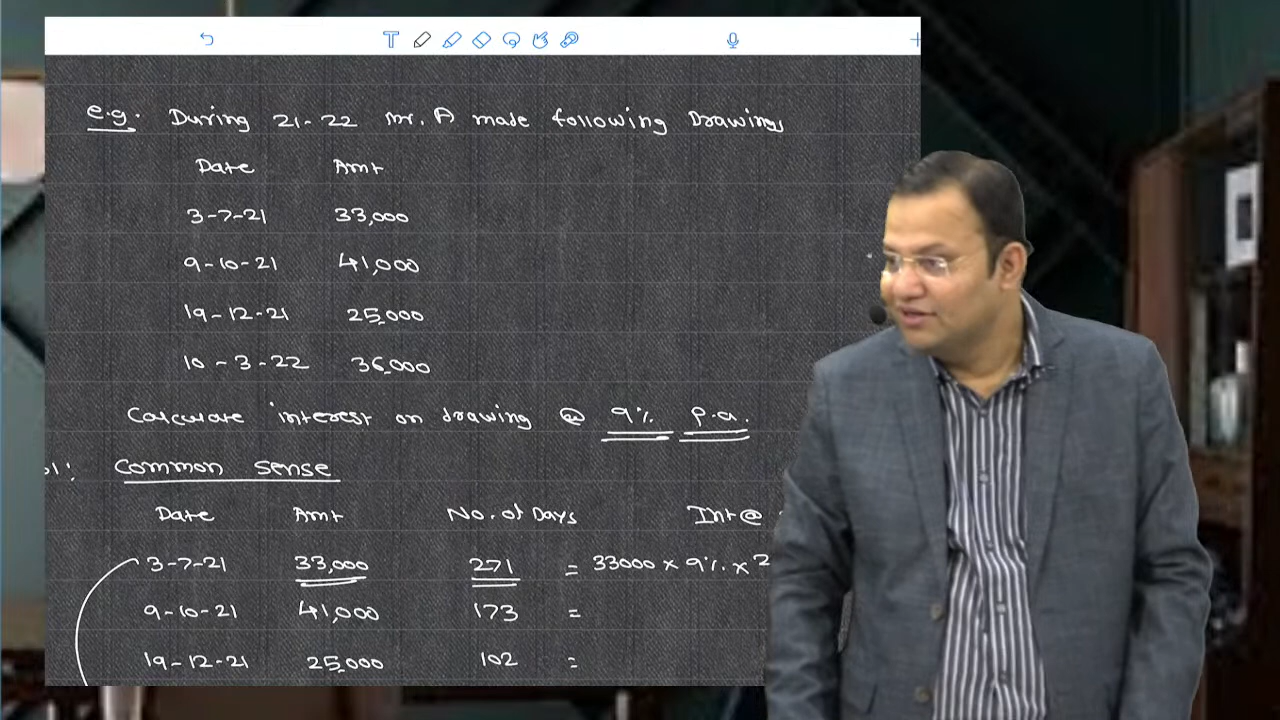 e.g. During 21-22 Mr. A made following Drawings
Date Amt
3-7-21 33,000
9-10-21 41,000
19-12-21 25,000
10-3-22 36,000
Calculate interest on drawing @ 9% p.a.
Common sense
Date Amt No. of Days Int @
3-7-21 33,000 271 = 33000 x 9% x 2
9-10-21 41,000 173 =
19-12-21 25,000 102 =